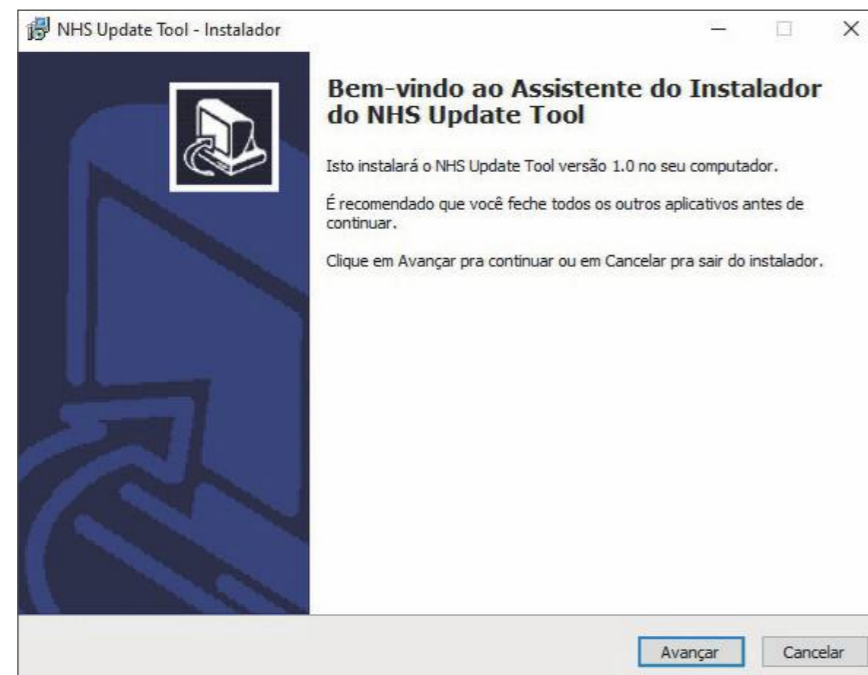 NHS Update Tool - Instalador
Bem-vindo ao Assistente do Instalador
do NHS Update Tool
Isto instalará o NHS Update Tool versão 1.0 no seu computador.
É recomendado que você feche todos os outros aplicativos antes de
continuar.
Clique em Avançar pra continuar ou em Cancelar pra sair do instalador.
Avançar Cancelar